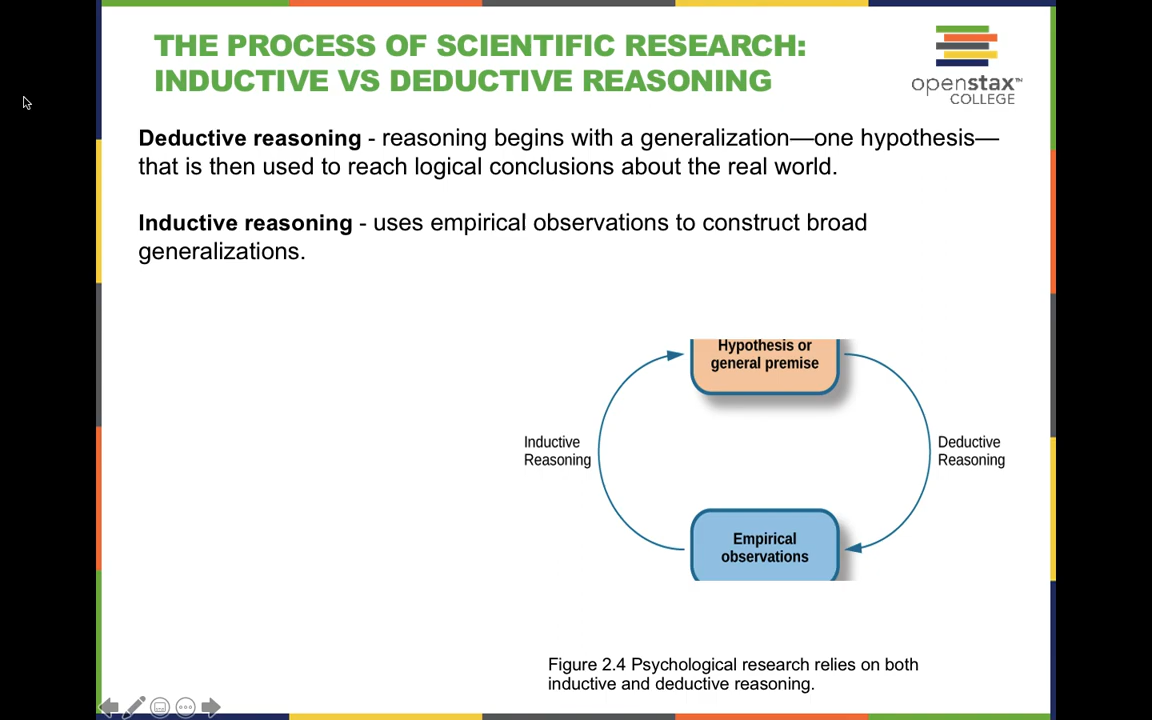 THE PROCESS OF SCIENTIFIC RESEARCH:
INDUCTIVE VS DEDUCTIVE REASONING
openstax™
COLLEGE
Deductive reasoning - reasoning begins with a generalization—one hypothesis—
that is then used to reach logical conclusions about the real world.
Inductive reasoning - uses empirical observations to construct broad
generalizations.
Hypothesis or
general premise
Inductive
Reasoning
Deductive
Reasoning
Empirical
observations
Figure 2.4 Psychological research relies on both
inductive and deductive reasoning.